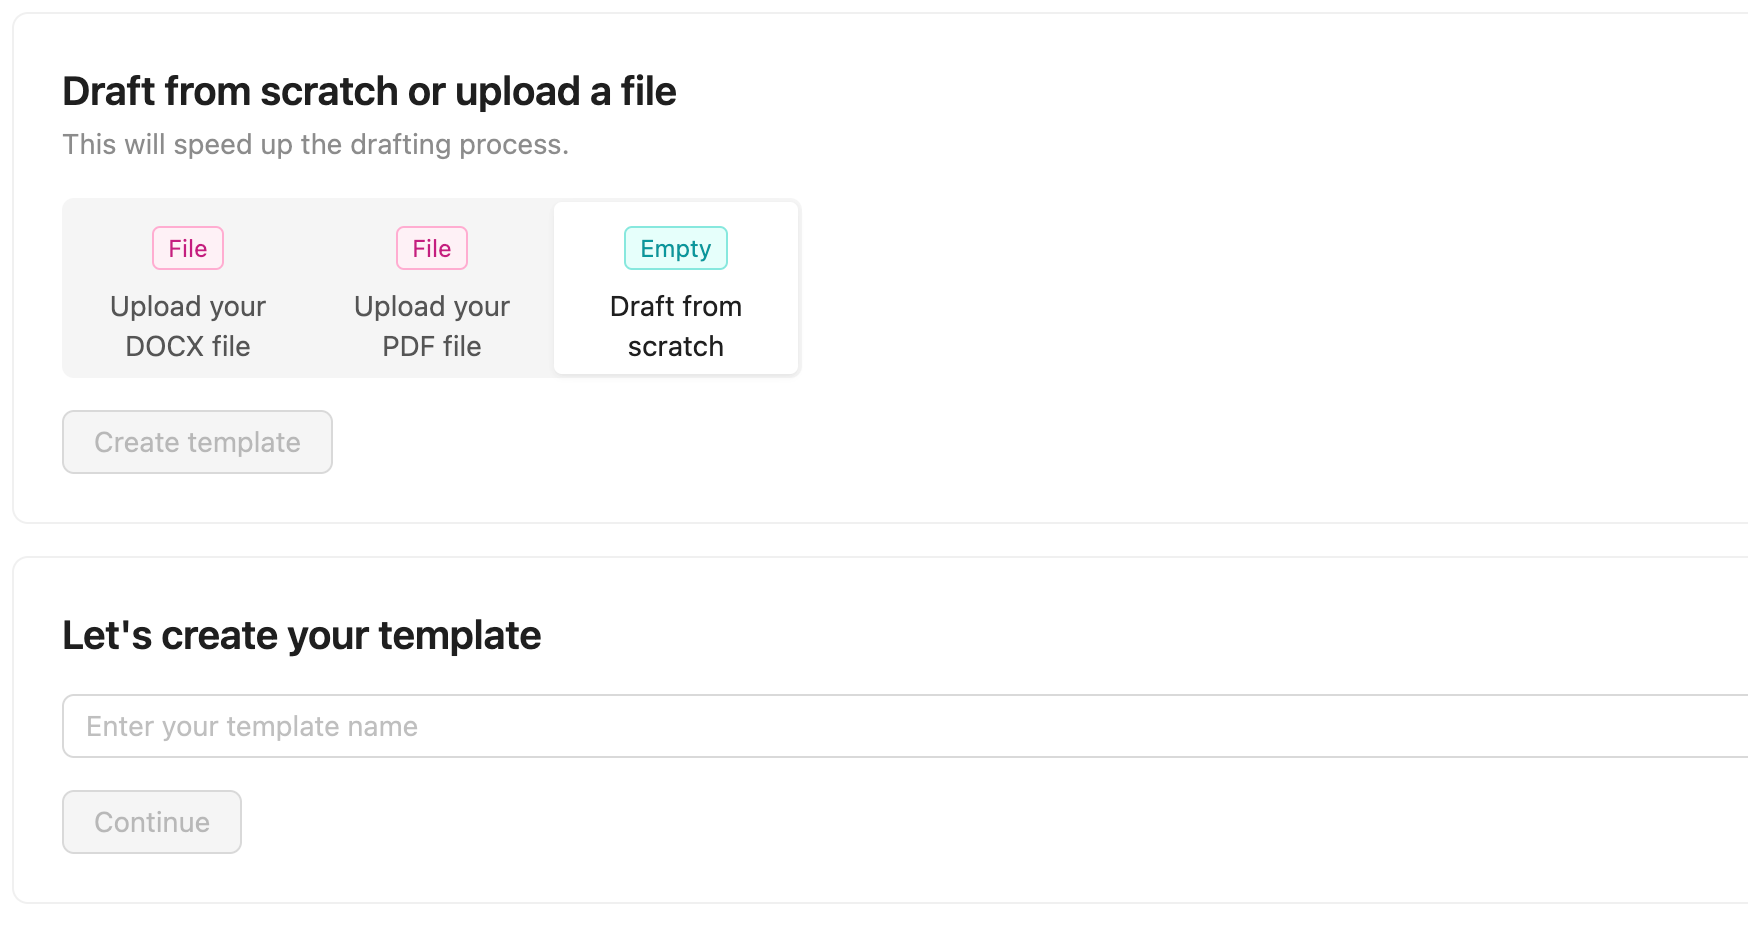 Draft from scratch or upload a file
This will speed up the drafting process.
File
Upload your
DOCX file
File
Upload your
PDF file
Empty
Draft from
scratch
Create template
Let's create your template
Enter your template name
Continue